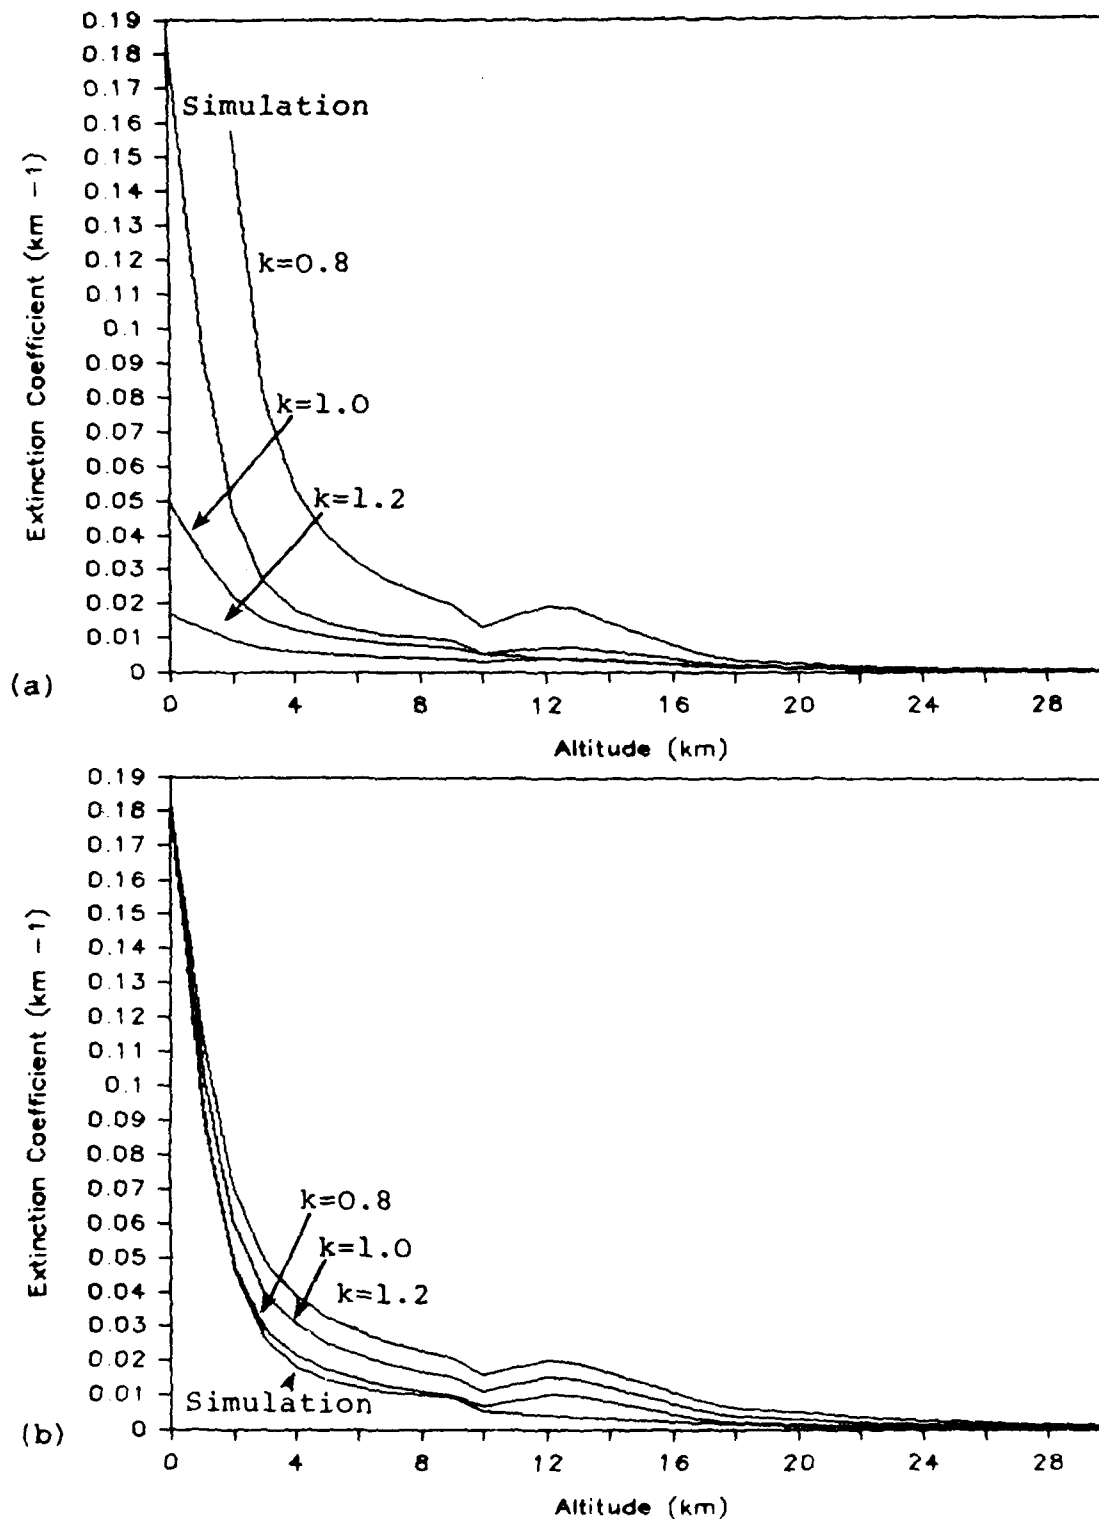 0.19
0.18
0.17
0.16
0.15
0.14
0.13
0.12
0.11
0.1
0.09
0.08
0.07
0.06
0.05
0.04
0.03
0.02
0.01
0
Extinction Coefficient (km -1)
Simulation
k=0.8
k=1.0
k=1.2
(a)
0 4 8 12 16 20 24 28
Altitude (km)
0.19
0.18
0.17
0.16
0.15
0.14
0.13
0.12
0.11
0.1
0.09
0.08
0.07
0.06
0.05
0.04
0.03
0.02
0.01
0
Extinction Coefficient (km -1)
k=0.8
k=1.0
k=1.2
Simulation
(b)
0 4 8 12 16 20 24 28
Altitude (km)